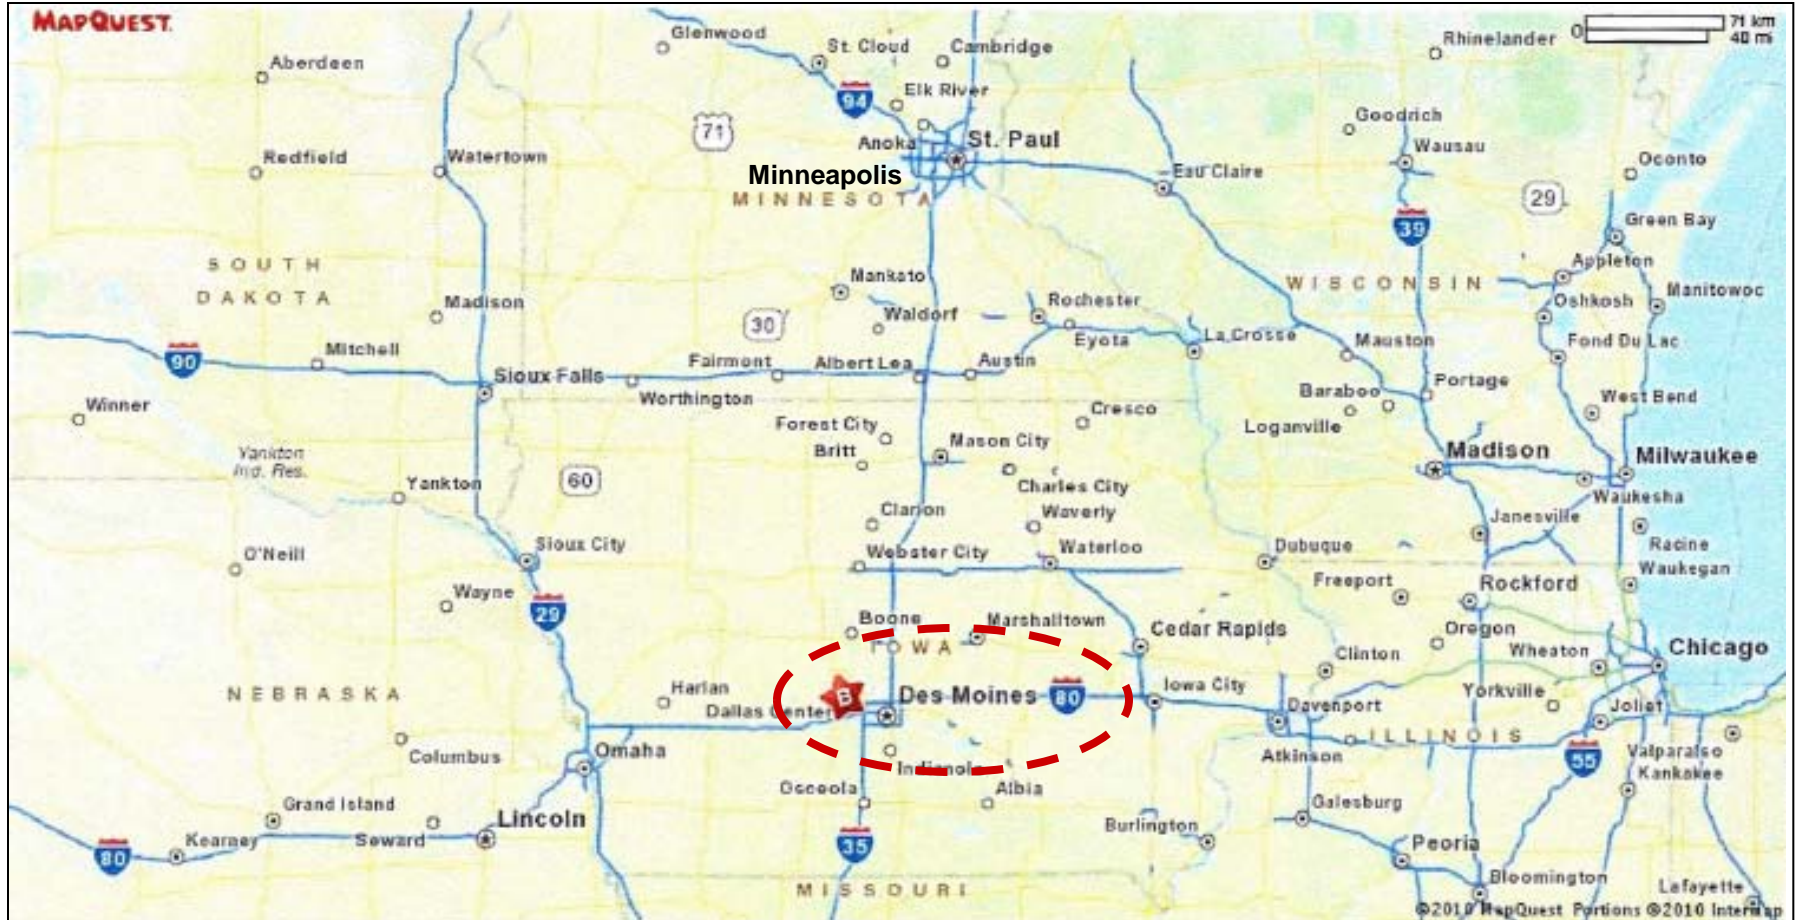 MAPQUEST.
71 km
0
40 mi
Glenwood
St. Cloud
Cambridge
Rhinelander
Aberdeen
94
Elk River
71
Goodrich
Anoka
St. Paul
Wausau
Redfield
Watertown
Minneapolis
Eau Claire
Oconto
MINNESOTA
29
39
Green Bay
SOUTH
DAKOTA
Mankato
Appleton
WISCONSIN
Madison
Rochester
Oshkosh
Manitowoc
30
Waldorf
Eyota
La Crosse
Mauston
Fond Du Lac
90
Mitchell
Fairmont
Albert Lea
Austin
Sioux Falls
Baraboo
Portage
Winner
Worthington
Cresco
West Bend
Forest City
Loganville
Britt
Mason City
Madison
Milwaukee
Yankton
Ind. Res.
Yankton
60
Charles City
Waukesha
Clarion
Waverly
Janesville
O'Neill
Sioux City
Webster City
Waterloo
Dubuque
Racine
Waukegan
Wayne
Freeport
Rockford
29
Boone
Marshalltown
Cedar Rapids
Oregon
IOWA
Clinton
Wheaton
Chicago
NEBRASKA
Harlan
B
Des Moines
80
Iowa City
Yorkville
Dallas Center
Davenport
Joliet
Columbus
Omaha
Atkinson
ILLINOIS
Indianola
55
Valparaiso
Kankakee
Osceola
Albia
Grand Island
Lincoln
Galesburg
Kearney
Seward
Burlington
80
35
Peoria
MISSOURI
Bloomington
Lafayette
©2010 MapQuest Portions ©2010 Intermap